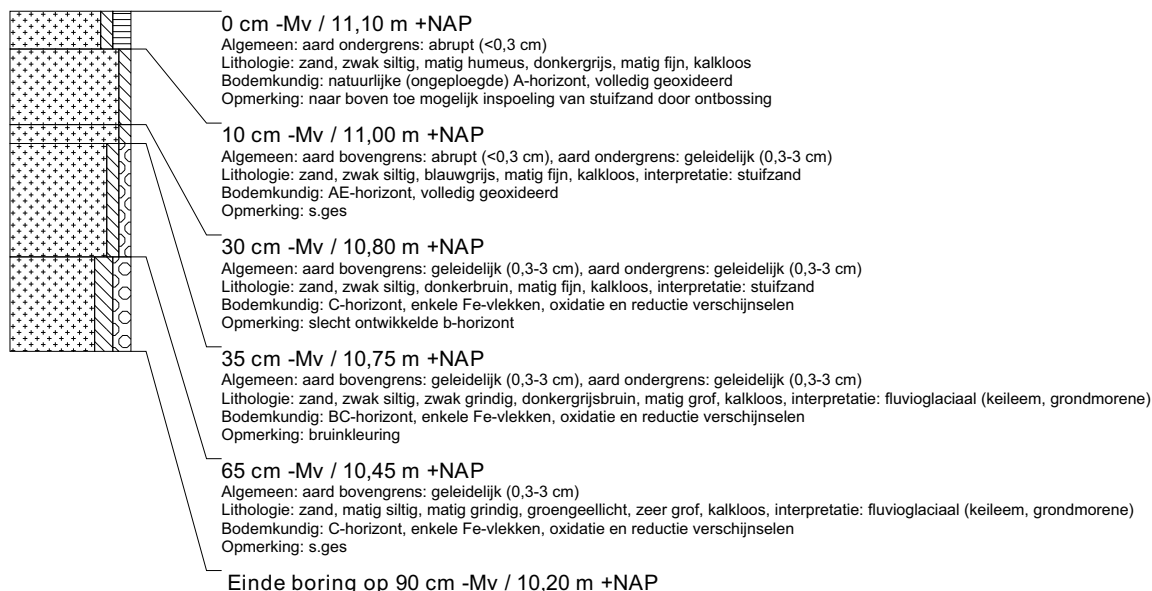 0 cm -Mv / 11,10 m +NAP
Algemeen: aard ondergrens: abrupt (<0,3 cm)
Lithologie: zand, zwak siltig, matig humeus, donkergrijs, matig fijn, kalkloos
Bodemkundig: natuurlijke (ongeploegde) A-horizont, volledig geoxideerd
Opmerking: naar boven toe mogelijk inspoeling van stuifzand door ontbossing
10 cm -Mv / 11,00 m +NAP
Algemeen: aard bovengrens: abrupt (<0,3 cm), aard ondergrens: geleidelijk (0,3-3 cm)
Lithologie: zand, zwak siltig, blauwgrijs, matig fijn, kalkloos, interpretatie: stuifzand
Bodemkundig: AE-horizont, volledig geoxideerd
Opmerking: s.ges
30 cm -Mv / 10,80 m +NAP
Algemeen: aard bovengrens: geleidelijk (0,3-3 cm), aard ondergrens: geleidelijk (0,3-3 cm)
Lithologie: zand, zwak siltig, donkerbruin, matig fijn, kalkloos, interpretatie: stuifzand
Bodemkundig: C-horizont, enkele Fe-vlekken, oxidatie en reductie verschijnselen
Opmerking: slecht ontwikkelde b-horizont
35 cm -Mv / 10,75 m +NAP
Algemeen: aard bovengrens: geleidelijk (0,3-3 cm), aard ondergrens: geleidelijk (0,3-3 cm)
Lithologie: zand, zwak siltig, zwak grindig, donkergrijsbruin, matig grof, kalkloos, interpretatie: fluvioglaciaal (keileem, grondmorene)
Bodemkundig: BC-horizont, enkele Fe-vlekken, oxidatie en reductie verschijnselen
Opmerking: bruinkleuring
65 cm -Mv / 10,45 m +NAP
Algemeen: aard bovengrens: geleidelijk (0,3-3 cm)
Lithologie: zand, matig siltig, matig grindig, groengeellicht, zeer grof, kalkloos, interpretatie: fluvioglaciaal (keileem, grondmorene)
Bodemkundig: C-horizont, enkele Fe-vlekken, oxidatie en reductie verschijnselen
Opmerking: s.ges
Einde boring op 90 cm -Mv / 10,20 m +NAP